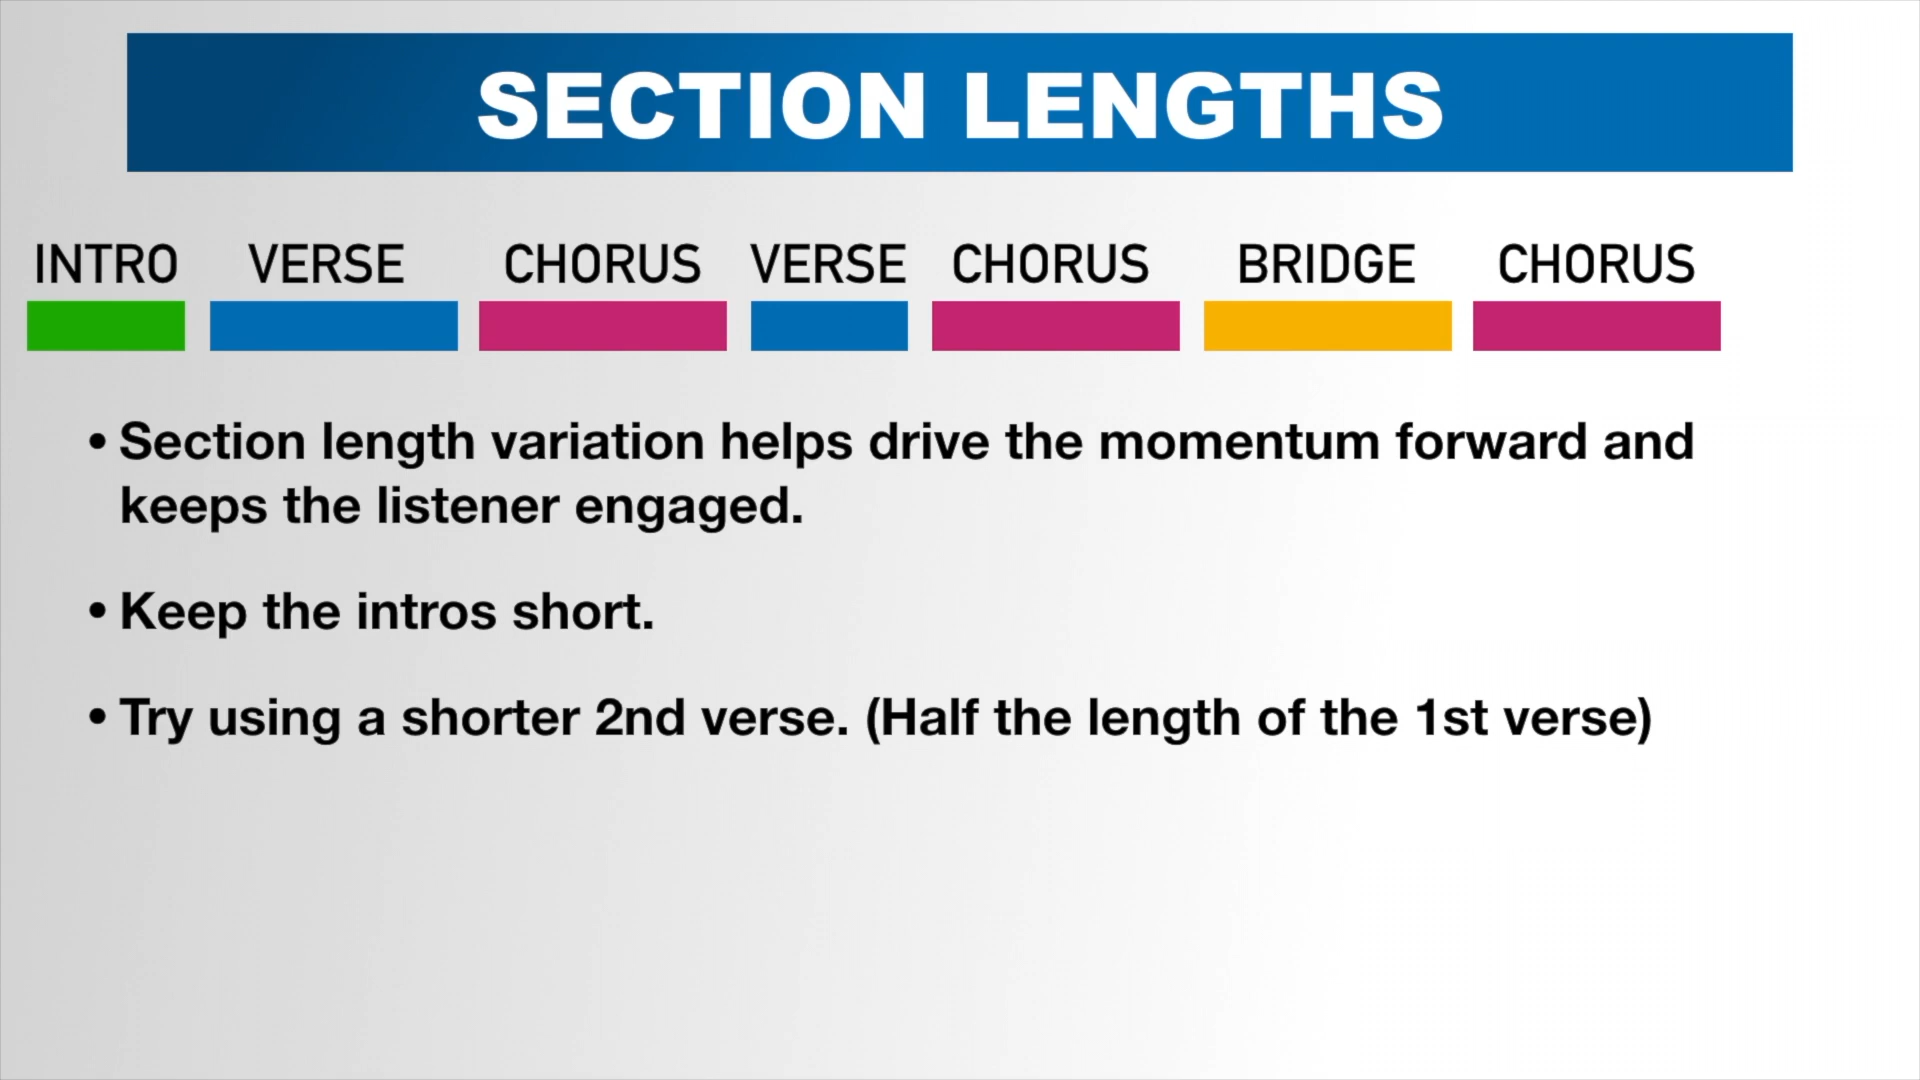 SECTION LENGTHS
INTRO VERSE CHORUS VERSE CHORUS BRIDGE CHORUS
• Section length variation helps drive the momentum forward and
keeps the listener engaged.
• Keep the intros short.
• Try using a shorter 2nd verse. (Half the length of the 1st verse)